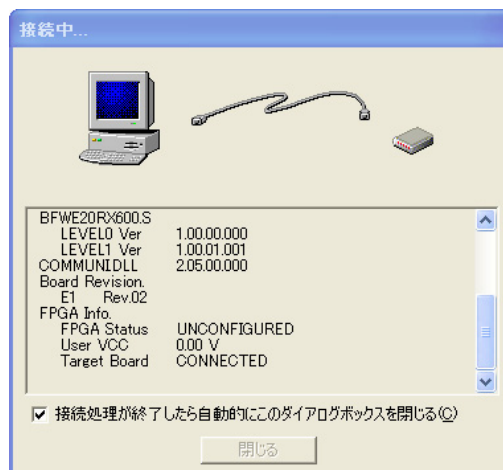 接続中...
BFWE20RX600.S
LEVEL0 Ver 1.00.00.000
LEVEL1 Ver 1.00.01.001
COMMUNIDLL 2.05.00.000
Board Revision.
E1 Rev.02
FPGA Info.
FPGA Status UNCONFIGURED
User VCC 0.00 V
Target Board CONNECTED
接続処理が終了したら自動的にこのダイアログボックスを閉じる(C)
閉じる